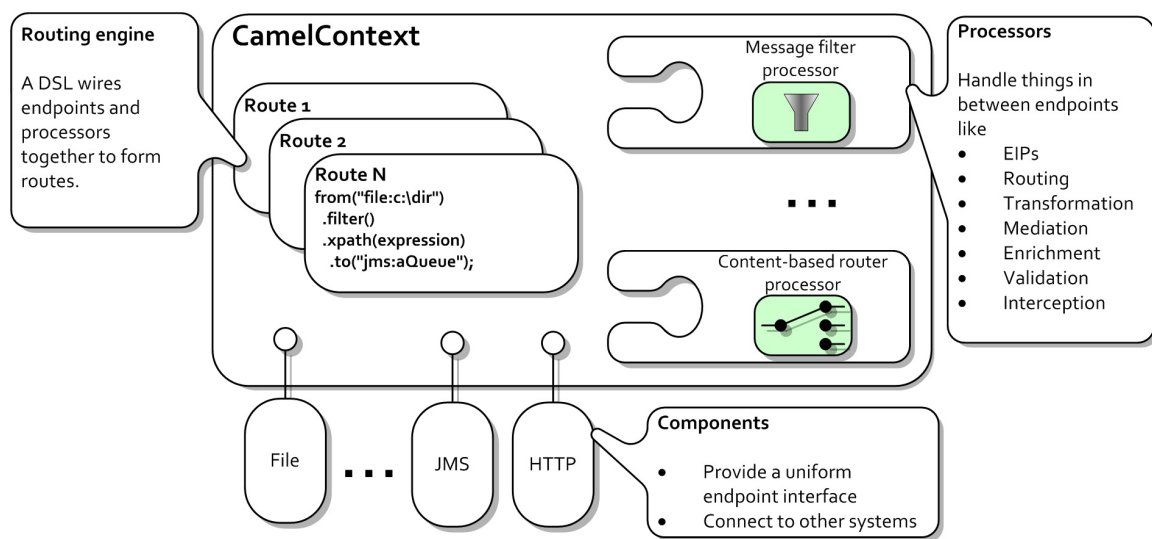 Routing engine
A DSL wires
endpoints and
processors
together to form
routes.
CamelContext
Route 1
Route 2
Route N
from("file:c:\dir")
.filter()
.xpath(expression)
.to("jms:aQueue");
Message filter
processor
...
Content-based router
processor
Processors
Handle things in
between endpoints
like
● EIPs
● Routing
● Transformation
● Mediation
● Enrichment
● Validation
● Interception
File
...
JMS
HTTP
Components
● Provide a uniform
endpoint interface
● Connect to other systems